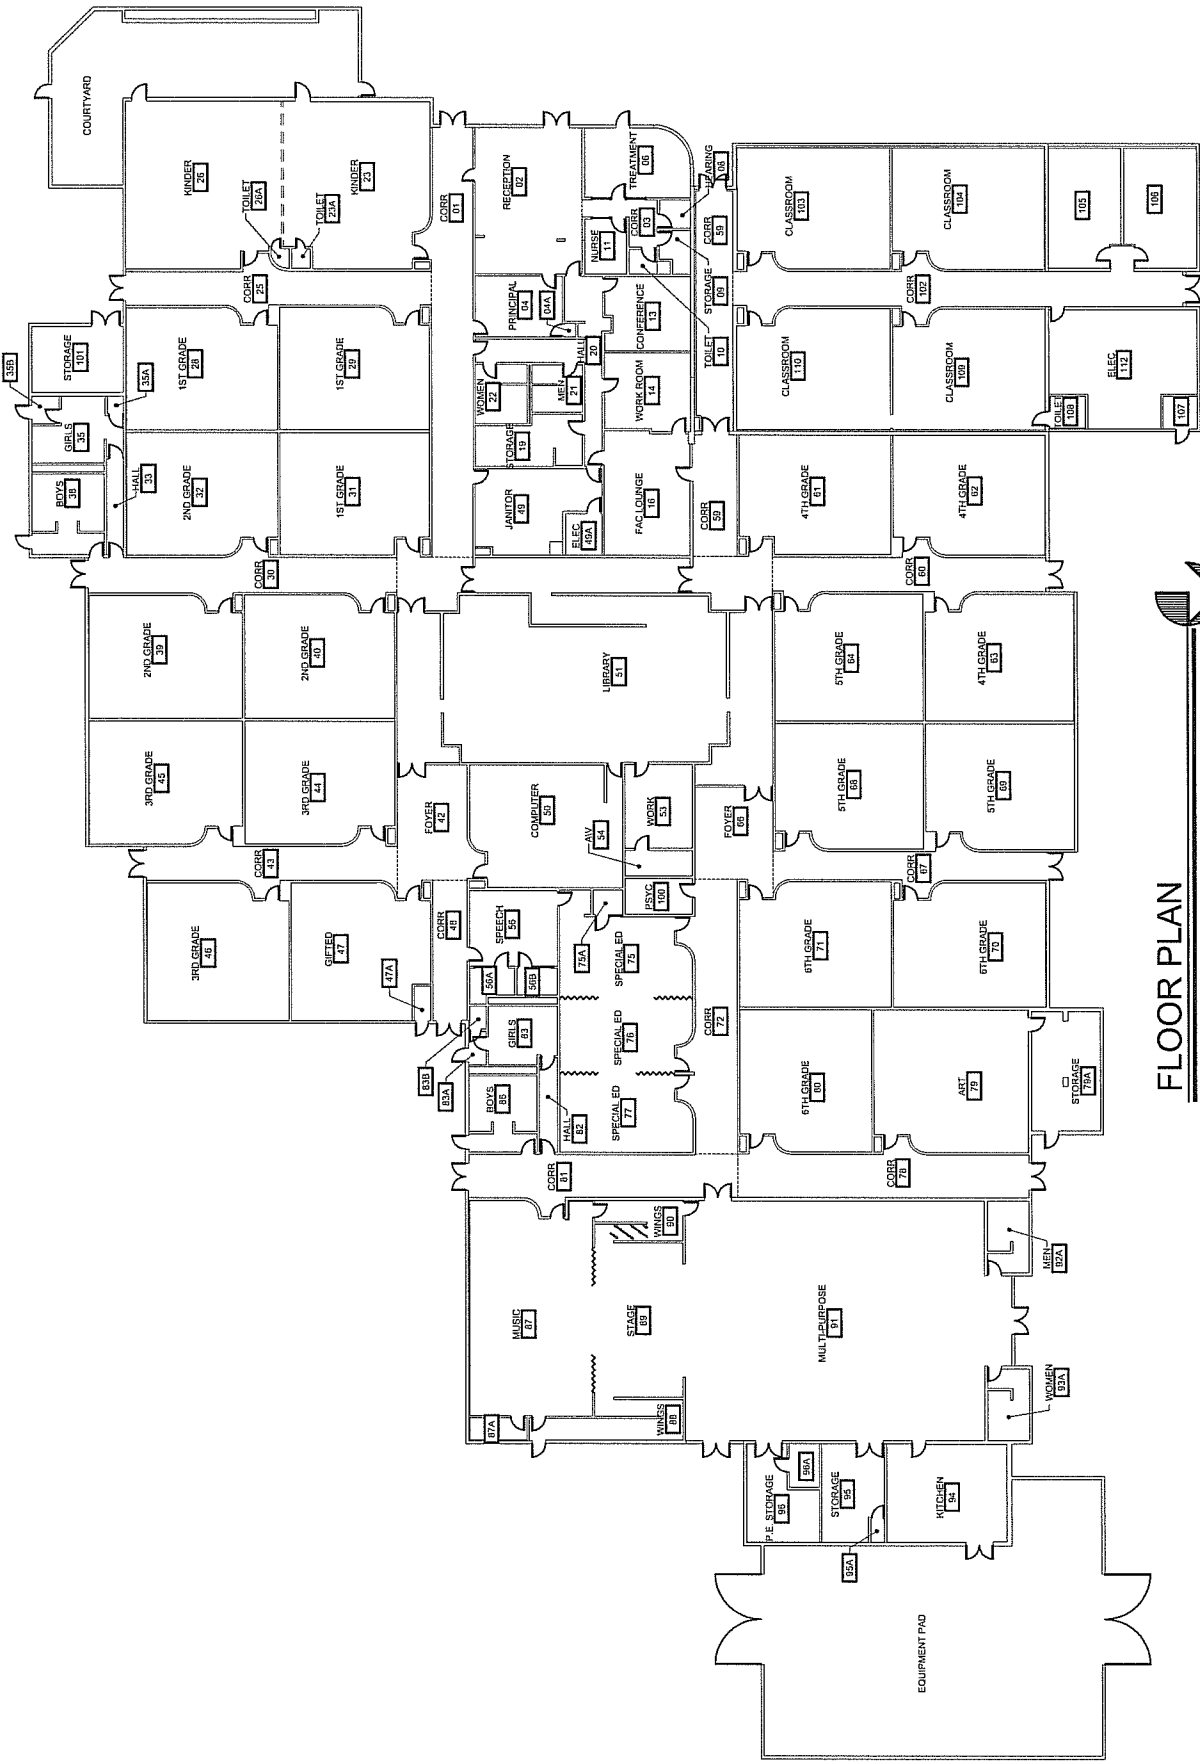 COURTYARD
KINDER
26
TOILET
26A
TOILET
23A
KINDER
23
CORR
01
RECEPTION
02
TREATMENT
06
NURSE
11
CORR
03
HEARING
08
CORR
59
STORAGE
09
TOILET
10
CLASSROOM
103
CLASSROOM
104
105
106
CORR
25
PRINCIPAL
04
04A
CONFERENCE
13
HALL
20
WORK ROOM
14
CORR
102
CLASSROOM
110
CLASSROOM
109
ELEC
112
TOILET
108
107
35B
STORAGE
101
35A
GIRLS
35
1ST GRADE
28
1ST GRADE
29
WOMEN
22
MEN
21
STORAGE
19
BOYS
38
HALL
33
2ND GRADE
32
1ST GRADE
31
JANITOR
49
ELEC
49A
FAC LOUNGE
16
CORR
59
4TH GRADE
61
4TH GRADE
62
CORR
30
CORR
60
2ND GRADE
39
2ND GRADE
40
LIBRARY
51
5TH GRADE
64
4TH GRADE
63
3RD GRADE
45
3RD GRADE
44
FOYER
42
COMPUTER
50
WORK
53
A/V
54
FOYER
66
5TH GRADE
68
5TH GRADE
69
CORR
43
CORR
67
3RD GRADE
46
GIFTED
47
47A
CORR
48
SPEECH
56
56A
56B
75A
PSYC
100
SPECIAL ED
75
6TH GRADE
71
6TH GRADE
70
83B
83A
GIRLS
83
SPECIAL ED
76
CORR
72
BOYS
86
HALL
82
SPECIAL ED
77
6TH GRADE
80
ART
79
STORAGE
79A
CORR
81
CORR
78
MUSIC
87
87A
STAGE
89
WINGS
90
WINGS
88
MULTI-PURPOSE
91
MEN
92A
WOMEN
93A
P.E. STORAGE
96
96A
STORAGE
95
95A
KITCHEN
94
EQUIPMENT PAD
FLOOR PLAN